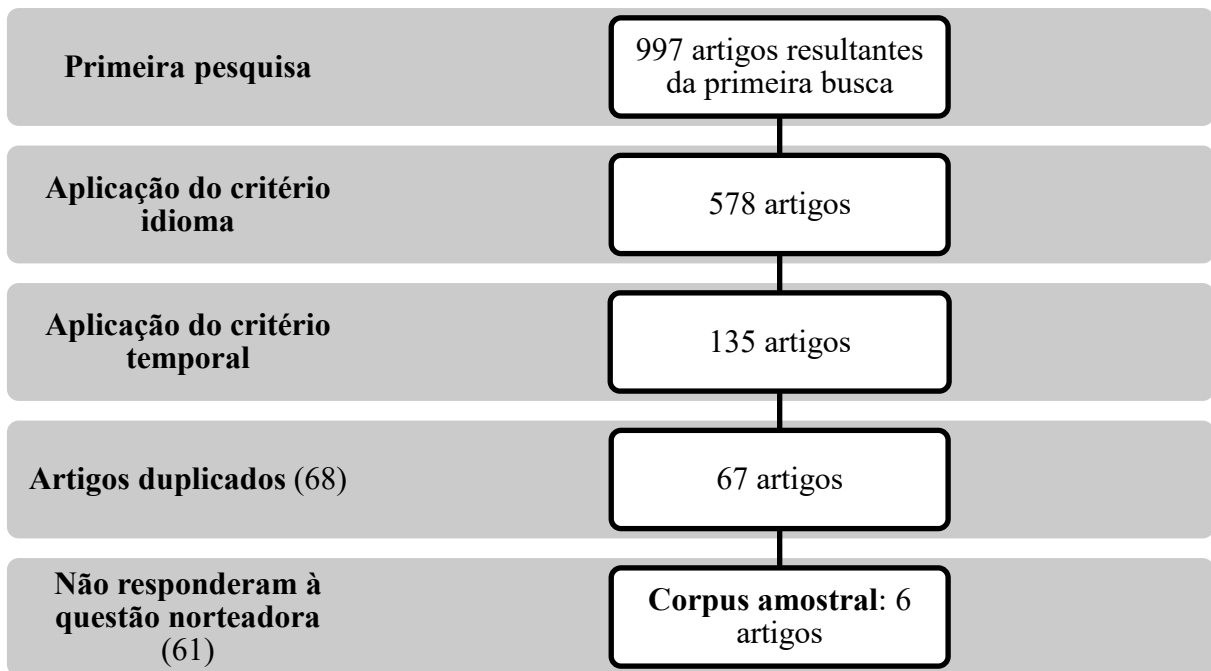 Primeira pesquisa
997 artigos resultantes
da primeira busca
Aplicação do critério
idioma
578 artigos
Aplicação do critério
temporal
135 artigos
Artigos duplicados (68)
67 artigos
Não responderam à
questão norteadora
(61)
Corpus amostral: 6
artigos